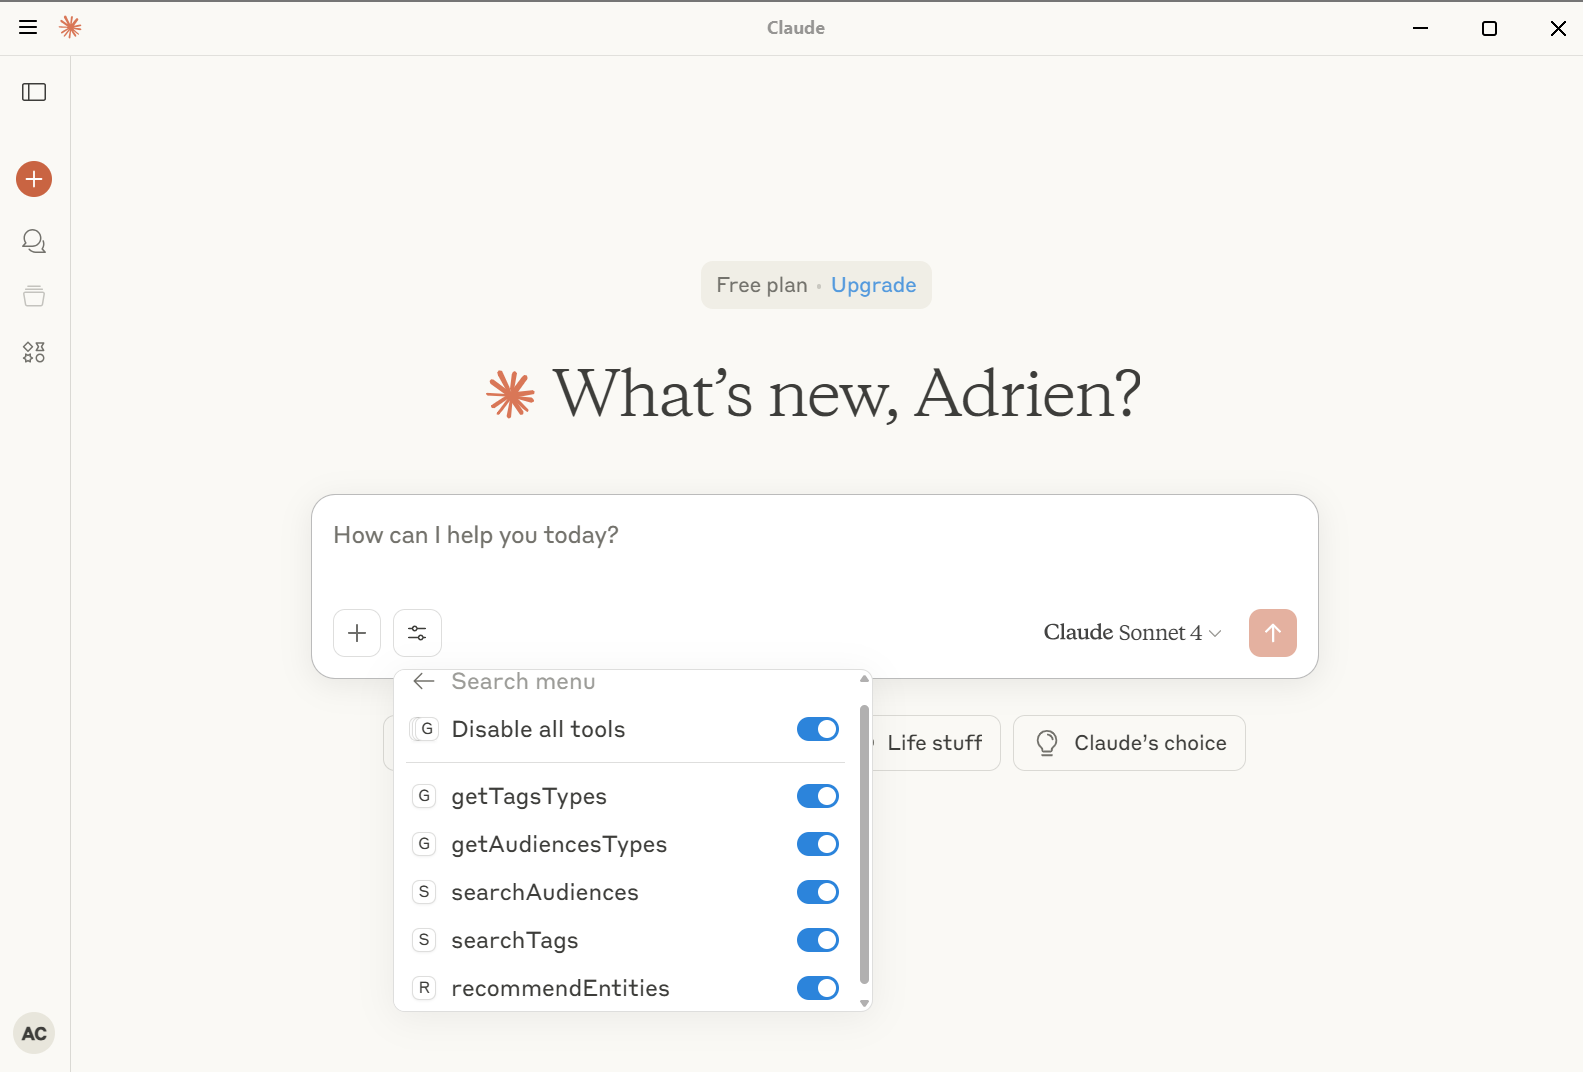 Claude
Free plan • Upgrade
What's new, Adrien?
How can I help you today?
Claude Sonnet 4
Search menu
G Disable all tools
Life stuff
Claude's choice
G getTagsTypes
G getAudiencesTypes
S searchAudiences
S searchTags
R recommendEntities
AC